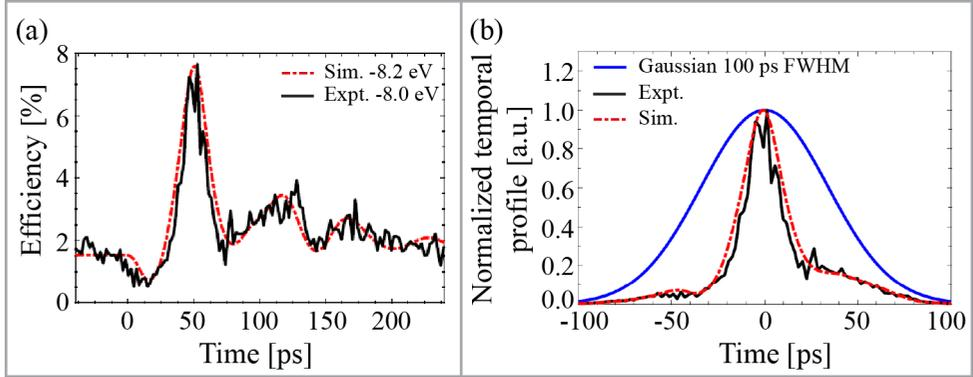 (a)
8
6
4
2
0
Efficiency [%]
Sim. -8.2 eV
Expt. -8.0 eV
0
50
100
150
200
Time [ps]
(b)
1.2
1.0
0.8
0.6
0.4
0.2
0.0
Normalized temporal
profile [a.u.]
Gaussian 100 ps FWHM
Expt.
Sim.
-100
-50
0
50
100
Time [ps]